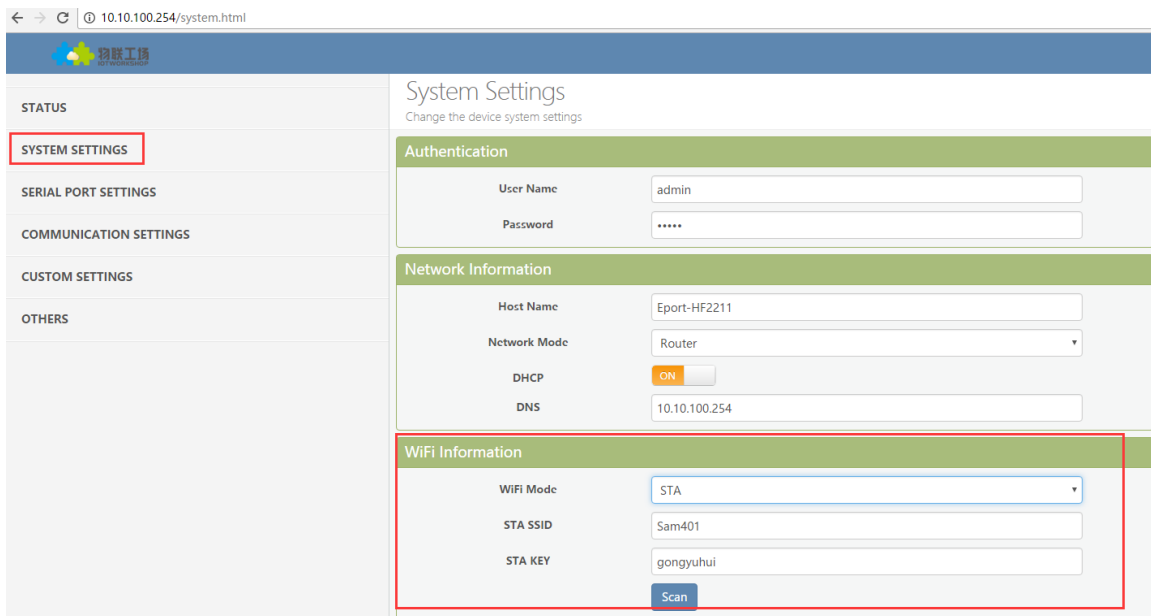 10.10.100.254/system.html
物联工场
IOTWORKSHOP
STATUS
SYSTEM SETTINGS
SERIAL PORT SETTINGS
COMMUNICATION SETTINGS
CUSTOM SETTINGS
OTHERS
System Settings
Change the device system settings
Authentication
User Name admin
Password •••••
Network Information
Host Name Eport-HF2211
Network Mode Router
DHCP ON
DNS 10.10.100.254
WiFi Information
WiFi Mode STA
STA SSID Sam401
STA KEY gongyuhui
Scan